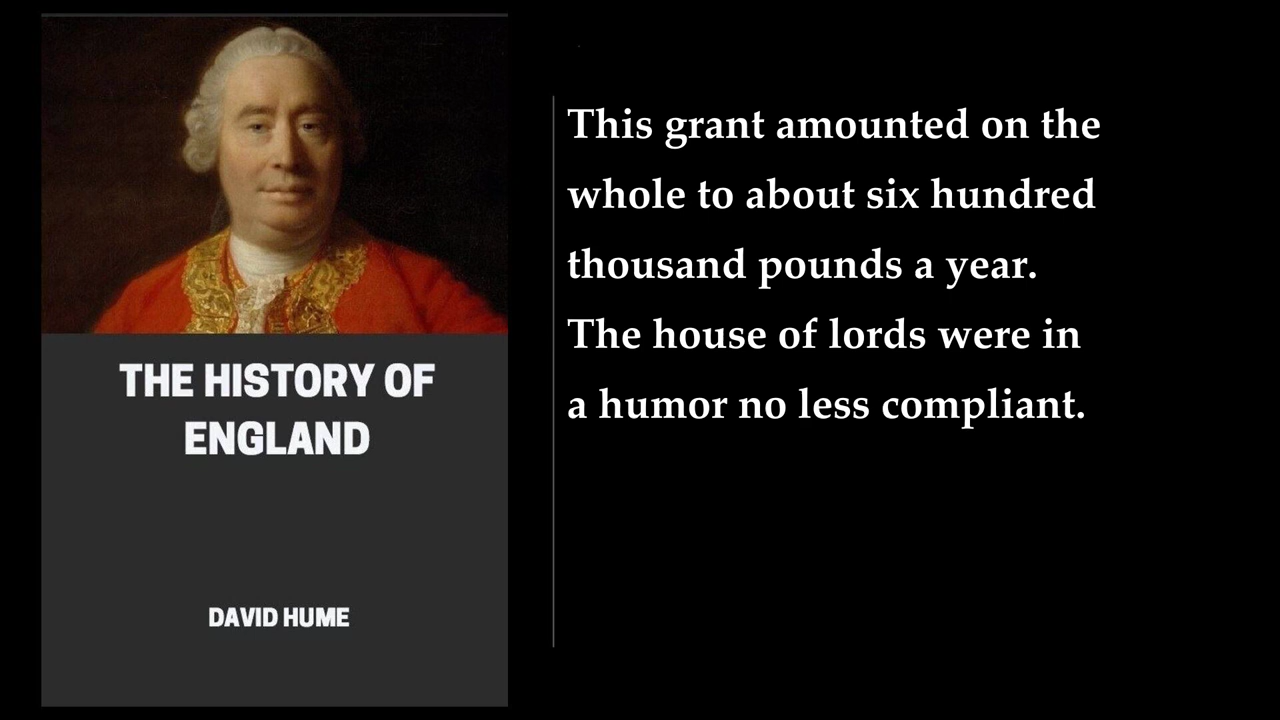 THE HISTORY OF
ENGLAND
DAVID HUME
This grant amounted on the
whole to about six hundred
thousand pounds a year.
The house of lords were in
a humor no less compliant.